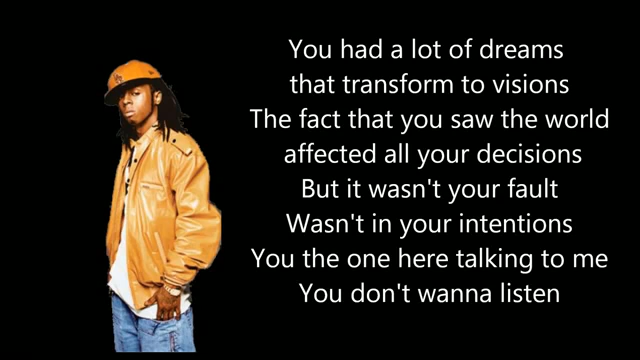 You had a lot of dreams
that transform to visions
The fact that you saw the world
affected all your decisions
But it wasn't your fault
Wasn't in your intentions
You the one here talking to me
You don't wanna listen